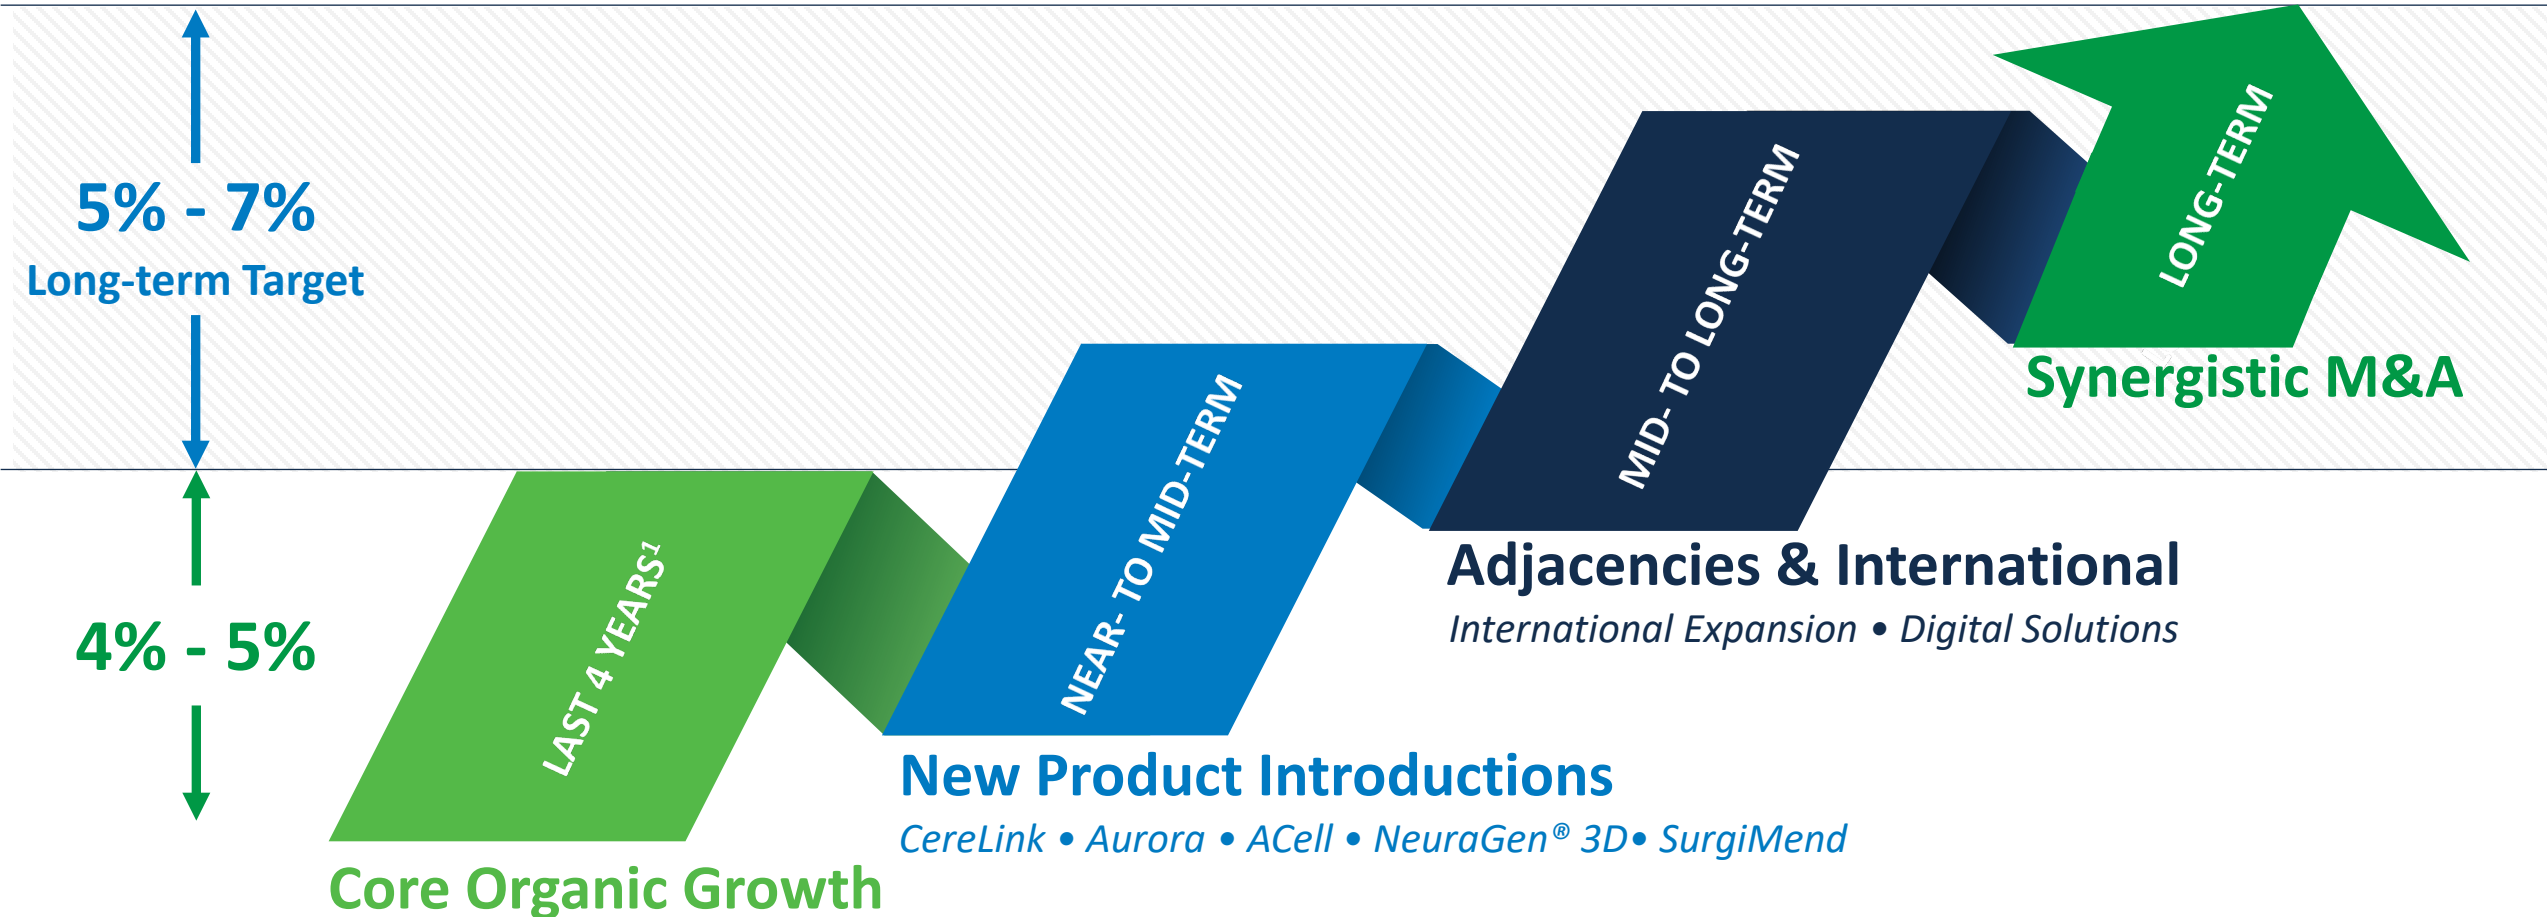 5% - 7%
Long-term Target
4% - 5%
LAST 4 YEARS¹
Core Organic Growth
NEAR- TO MID-TERM
New Product Introductions
CereLink • Aurora • ACell • NeuraGen® 3D• SurgiMend
MID- TO LONG-TERM
Adjacencies & International
International Expansion • Digital Solutions
LONG-TERM
Synergistic M&A